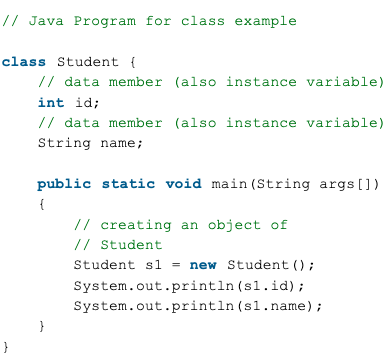 // Java Program for class example

class Student {
    // data member (also instance variable)
    int id;
    // data member (also instance variable)
    String name;

    public static void main(String args[])
    {
        // creating an object of
        // Student
        Student s1 = new Student();
        System.out.println(s1.id);
        System.out.println(s1.name);
    }
}